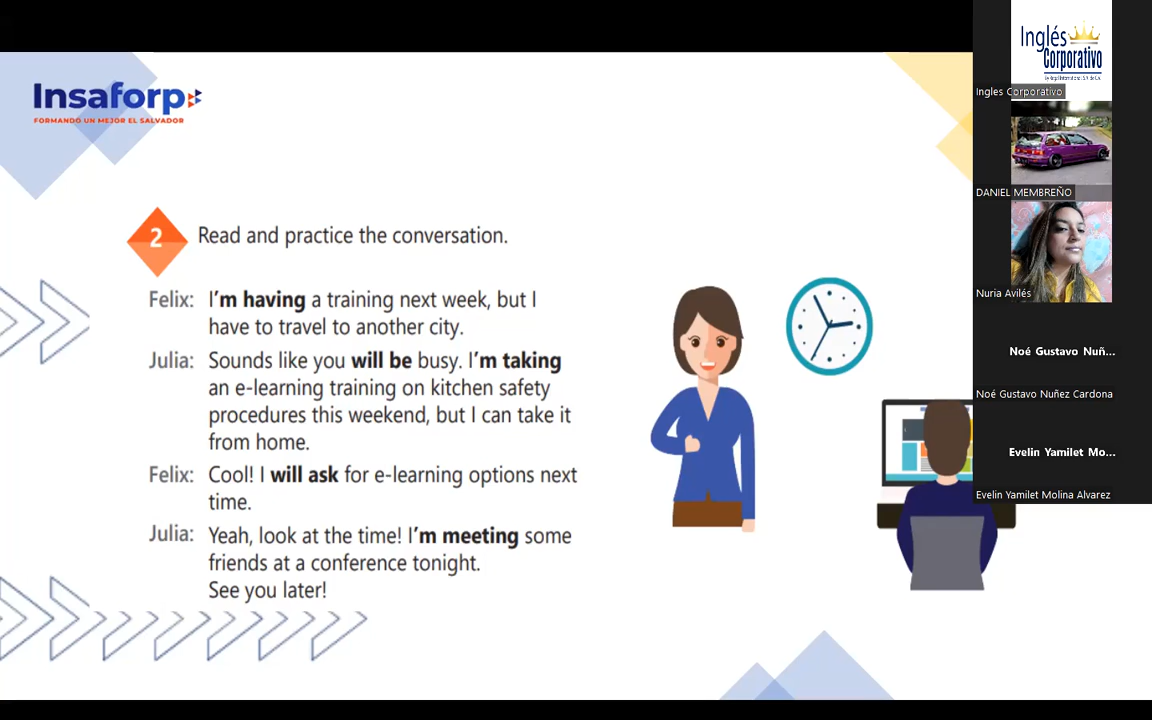 Insaforp
FORMANDO UN MEJOR EL SALVADOR
2
Read and practice the conversation.
Felix: I'm having a training next week, but I
have to travel to another city.
Julia: Sounds like you will be busy. I'm taking
an e-learning training on kitchen safety
procedures this weekend, but I can take it
from home.
Felix: Cool! I will ask for e-learning options next
time.
Julia: Yeah, look at the time! I'm meeting some
friends at a conference tonight.
See you later!
Inglés
Corporativo
Ingles Corporativo
DANIEL MEMBREÑO
Nuria Avilés
Noé Gustavo Nuñ...
Noé Gustavo Nuñez Cardona
Evelin Yamilet Mo...
Evelin Yamilet Molina Alvarez